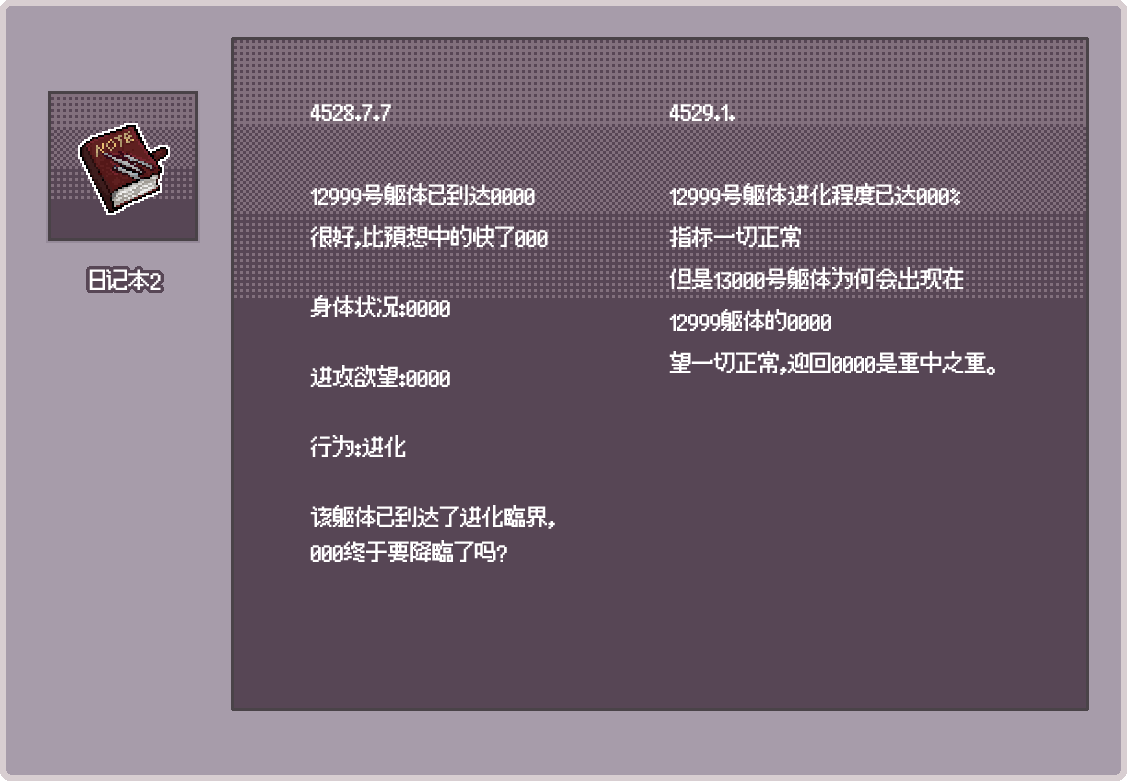 NOTE
日记本2
4528.7.7
12999号躯体已到达0000
很好,比預想中的快了000
身体状况:0000
进攻欲望:0000
行为:进化
该躯体已到达了进化臨界,
000终于要降臨了吗?
4529.1.
12999号躯体进化程度已达000%
指标一切正常
但是13000号躯体为何会出现在
12999躯体的0000
望一切正常,迎回0000是重中之重。